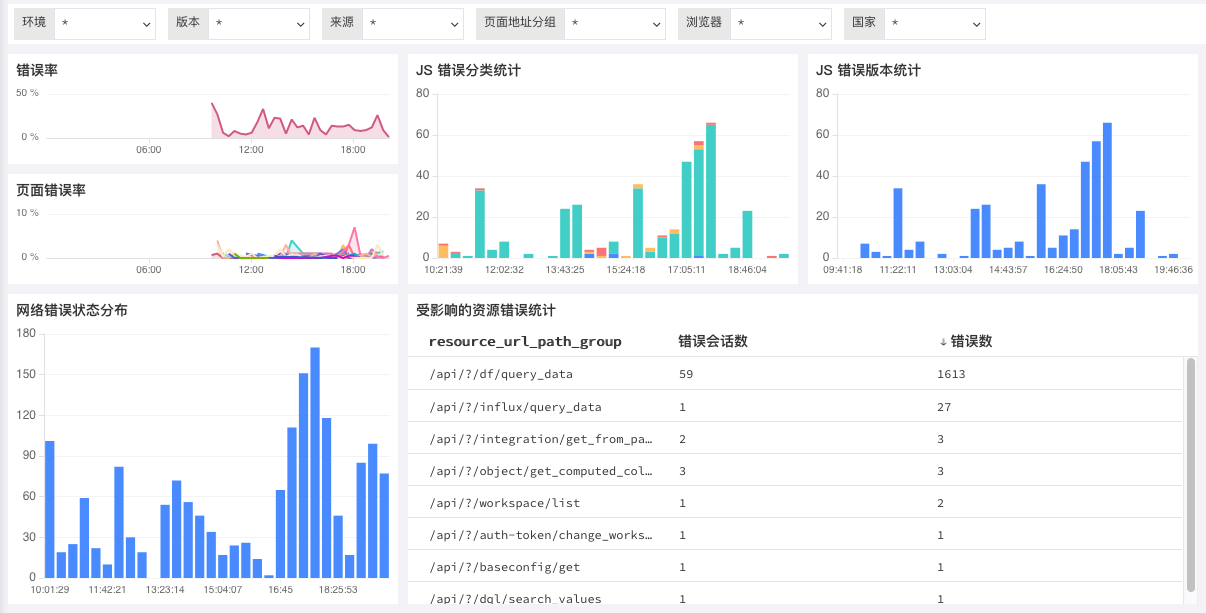 环境 * 版本 * 来源 * 页面地址分组 * 浏览器 * 国家 *
错误率
50 %
0 %
06:00 12:00 18:00
页面错误率
10 %
0 %
06:00 12:00 18:00
JS 错误分类统计
80
60
40
20
0
10:21:39 12:02:32 13:43:25 15:24:18 17:05:11 18:46:04
JS 错误版本统计
80
60
40
20
0
09:41:18 11:22:11 13:03:04 14:43:57 16:24:50 18:05:43 19:46:36
网络错误状态分布
180
150
120
90
60
30
0
10:01:29 11:42:21 13:23:14 15:04:07 16:45 18:25:53
受影响的资源错误统计
resource_url_path_group 错误会话数 ↓ 错误数
/api/?/df/query_data 59 1613
/api/?/influx/query_data 1 27
/api/?/integration/get_from_pa… 2 3
/api/?/object/get_computed_col… 3 3
/api/?/workspace/list 1 2
/api/?/auth-token/change_works… 1 1
/api/?/baseconfig/get 1 1
/api/?/dql/search_values 1 1